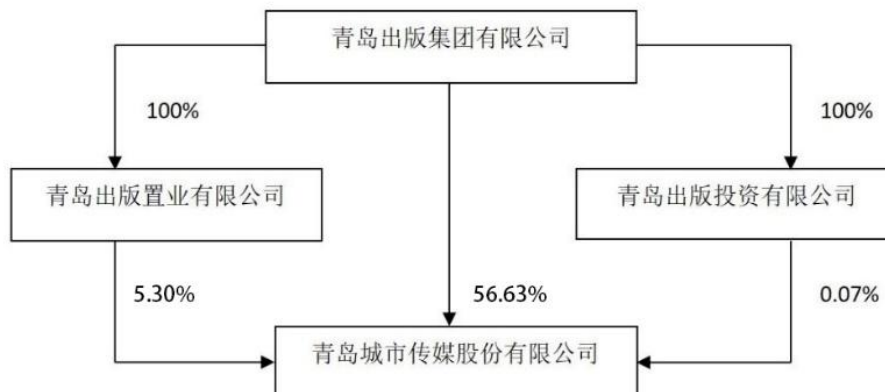 青岛出版集团有限公司
100%
100%
青岛出版置业有限公司
青岛出版投资有限公司
5.30%
56.63%
0.07%
青岛城市传媒股份有限公司